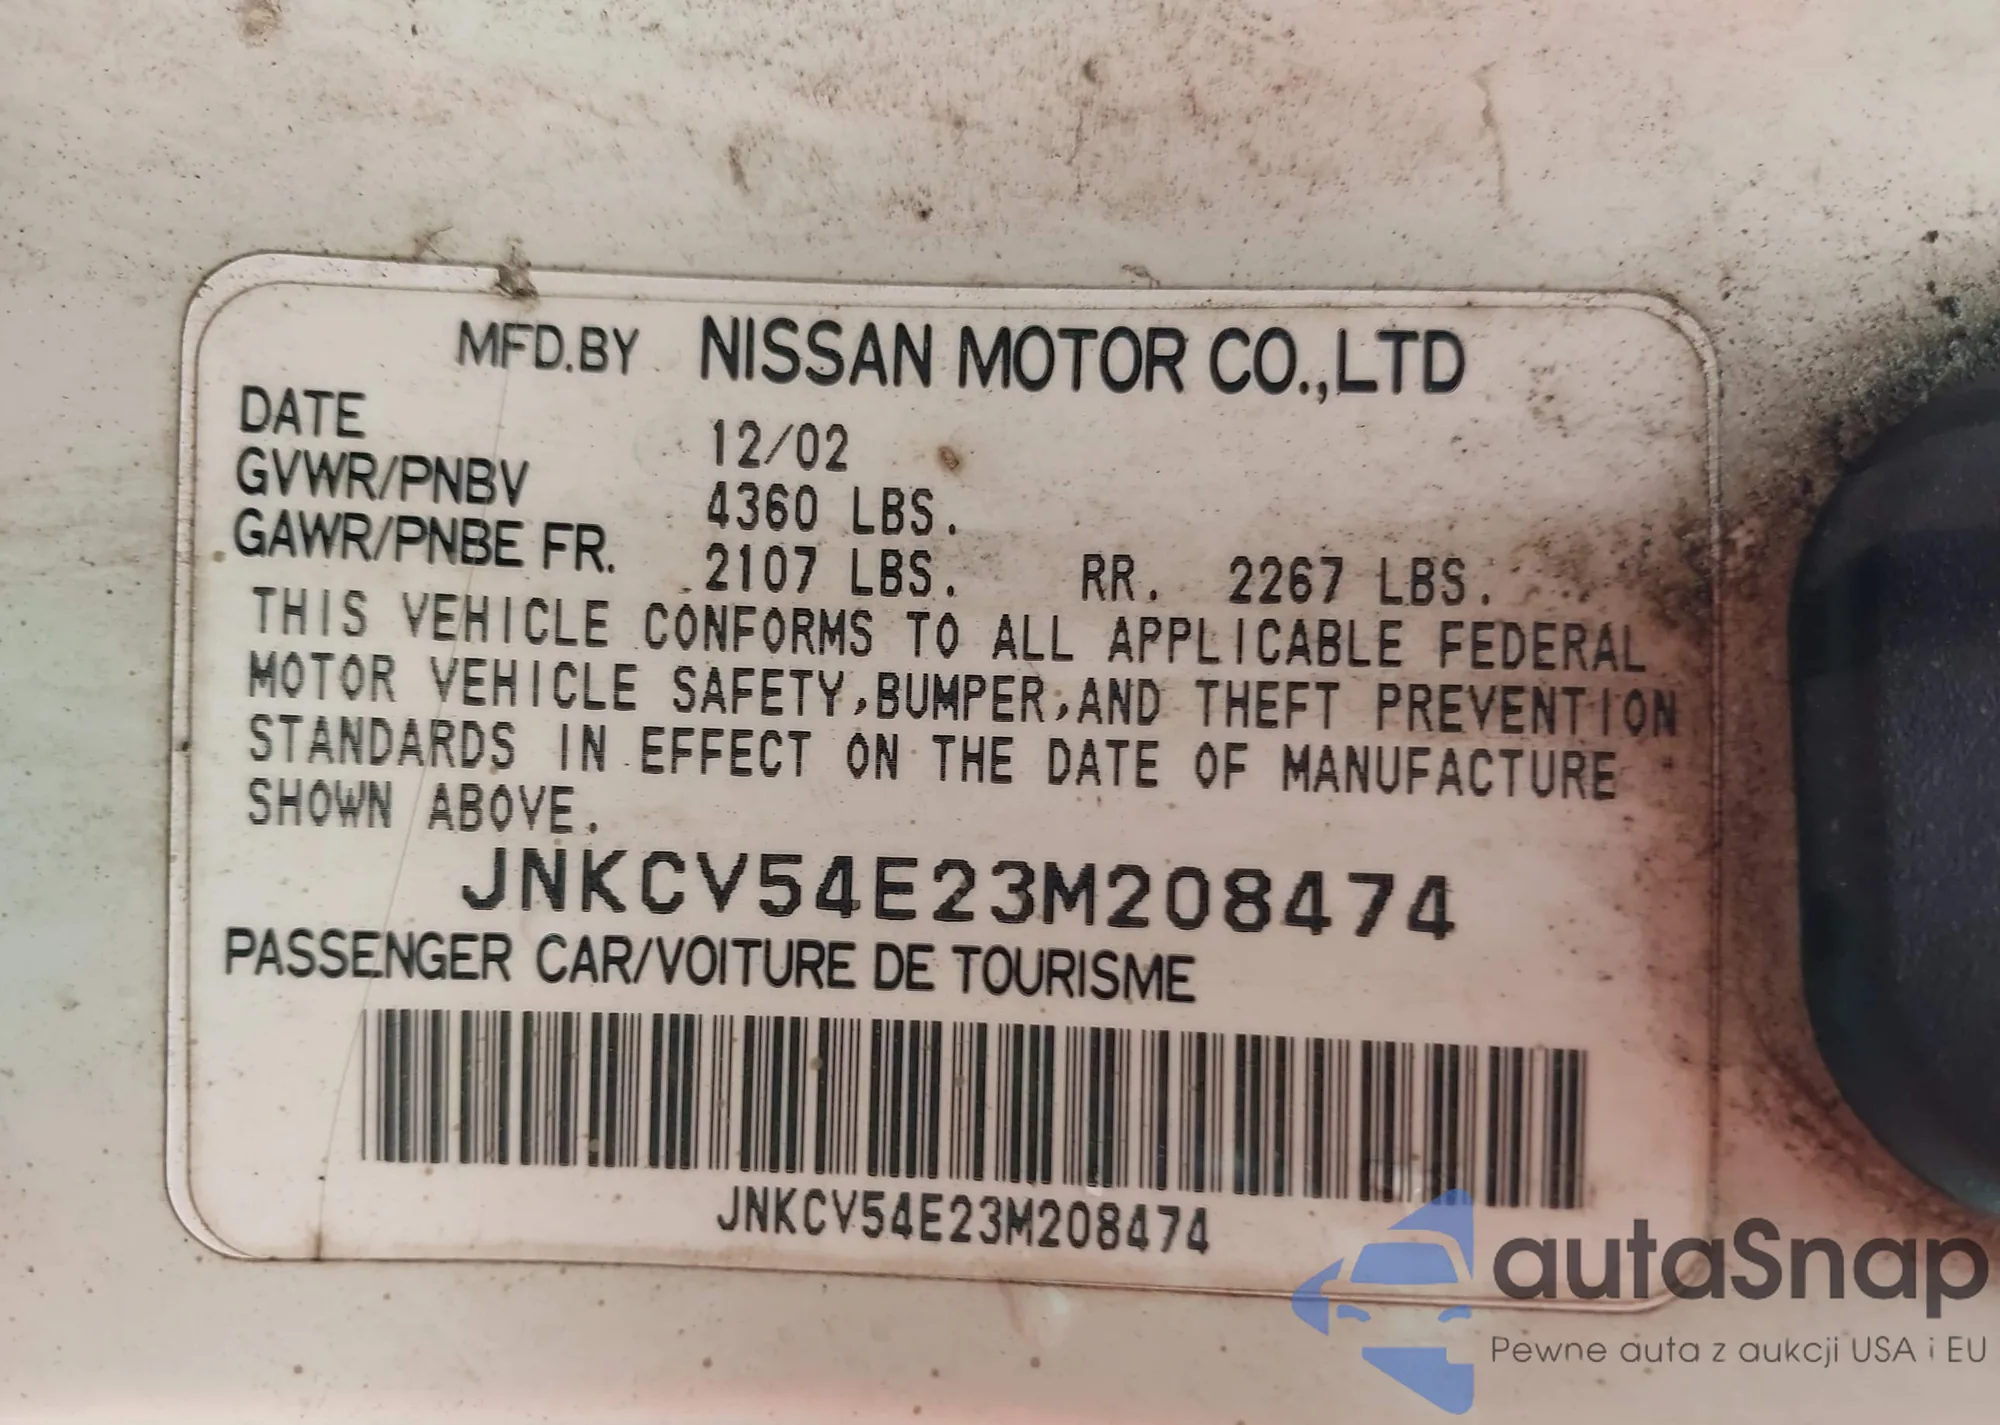 MFD.BY NISSAN MOTOR CO.,LTD
DATE 12/02
GVWR/PNBV 4360 LBS.
GAWR/PNBE FR. 2107 LBS. RR. 2267 LBS.
THIS VEHICLE CONFORMS TO ALL APPLICABLE FEDERAL
MOTOR VEHICLE SAFETY,BUMPER,AND THEFT PREVENTION
STANDARDS IN EFFECT ON THE DATE OF MANUFACTURE
SHOWN ABOVE.
JNKCV54E23M208474
PASSENGER CAR/VOITURE DE TOURISME
JNKCV54E23M208474
autaSnap
Pewne auta z aukcji USA i EU